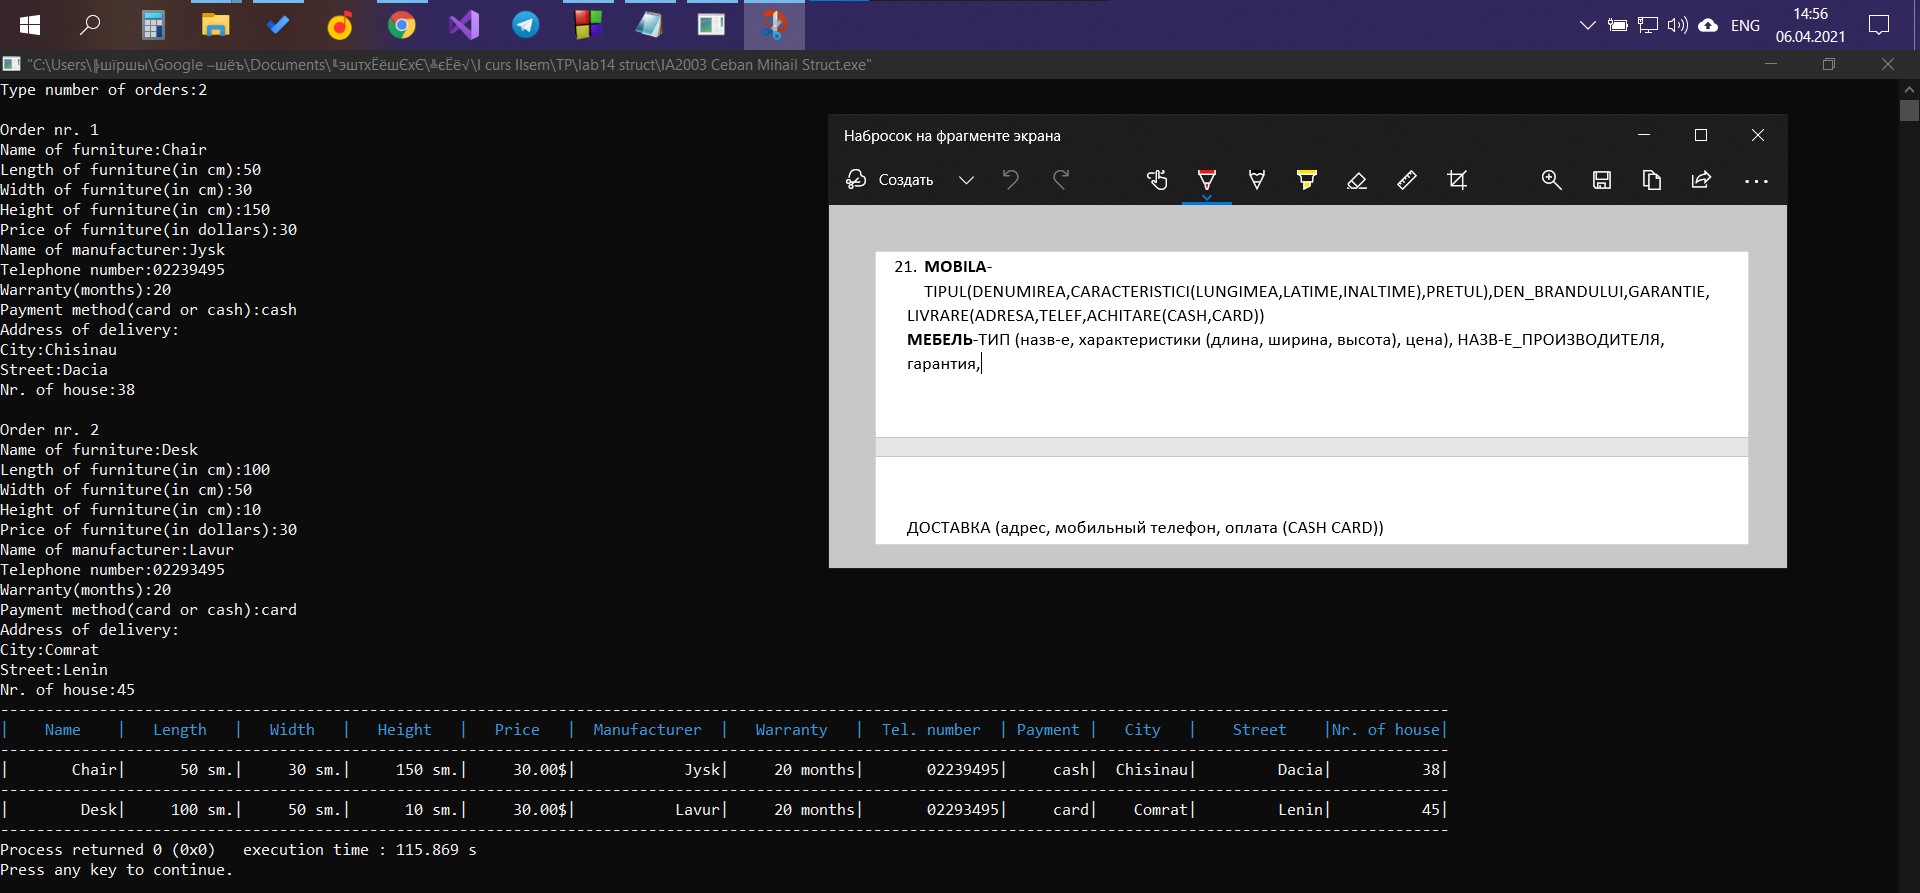 ENG
14:56
06.04.2021
"C:\Users\╠шїршы\Google –шёъ\Documents\╙эштхЁёшЄхЄ\╩єЁё√\I curs IIsem\TP\lab14 struct\IA2003 Ceban Mihail Struct.exe"
Type number of orders:2
Order nr. 1
Name of furniture:Chair
Length of furniture(in cm):50
Width of furniture(in cm):30
Height of furniture(in cm):150
Price of furniture(in dollars):30
Name of manufacturer:Jysk
Telephone number:02239495
Warranty(months):20
Payment method(card or cash):cash
Address of delivery:
City:Chisinau
Street:Dacia
Nr. of house:38
Order nr. 2
Name of furniture:Desk
Length of furniture(in cm):100
Width of furniture(in cm):50
Height of furniture(in cm):10
Price of furniture(in dollars):30
Name of manufacturer:Lavur
Telephone number:02293495
Warranty(months):20
Payment method(card or cash):card
Address of delivery:
City:Comrat
Street:Lenin
Nr. of house:45
| Name | Length | Width | Height | Price | Manufacturer | Warranty | Tel. number | Payment | City | Street |Nr. of house|
| Chair| 50 sm.| 30 sm.| 150 sm.| 30.00$| Jysk| 20 months| 02239495| cash| Chisinau| Dacia| 38|
| Desk| 100 sm.| 50 sm.| 10 sm.| 30.00$| Lavur| 20 months| 02293495| card| Comrat| Lenin| 45|
Process returned 0 (0x0)   execution time : 115.869 s
Press any key to continue.
Набросок на фрагменте экрана
Создать
21. MOBILA-
TIPUL(DENUMIREA,CARACTERISTICI(LUNGIMEA,LATIME,INALTIME),PRETUL),DEN_BRANDULUI,GARANTIE,
LIVRARE(ADRESA,TELEF,ACHITARE(CASH,CARD))
МЕБЕЛЬ-ТИП (назв-е, характеристики (длина, ширина, высота), цена), НАЗВ-Е_ПРОИЗВОДИТЕЛЯ,
гарантия,
ДОСТАВКА (адрес, мобильный телефон, оплата (CASH CARD))